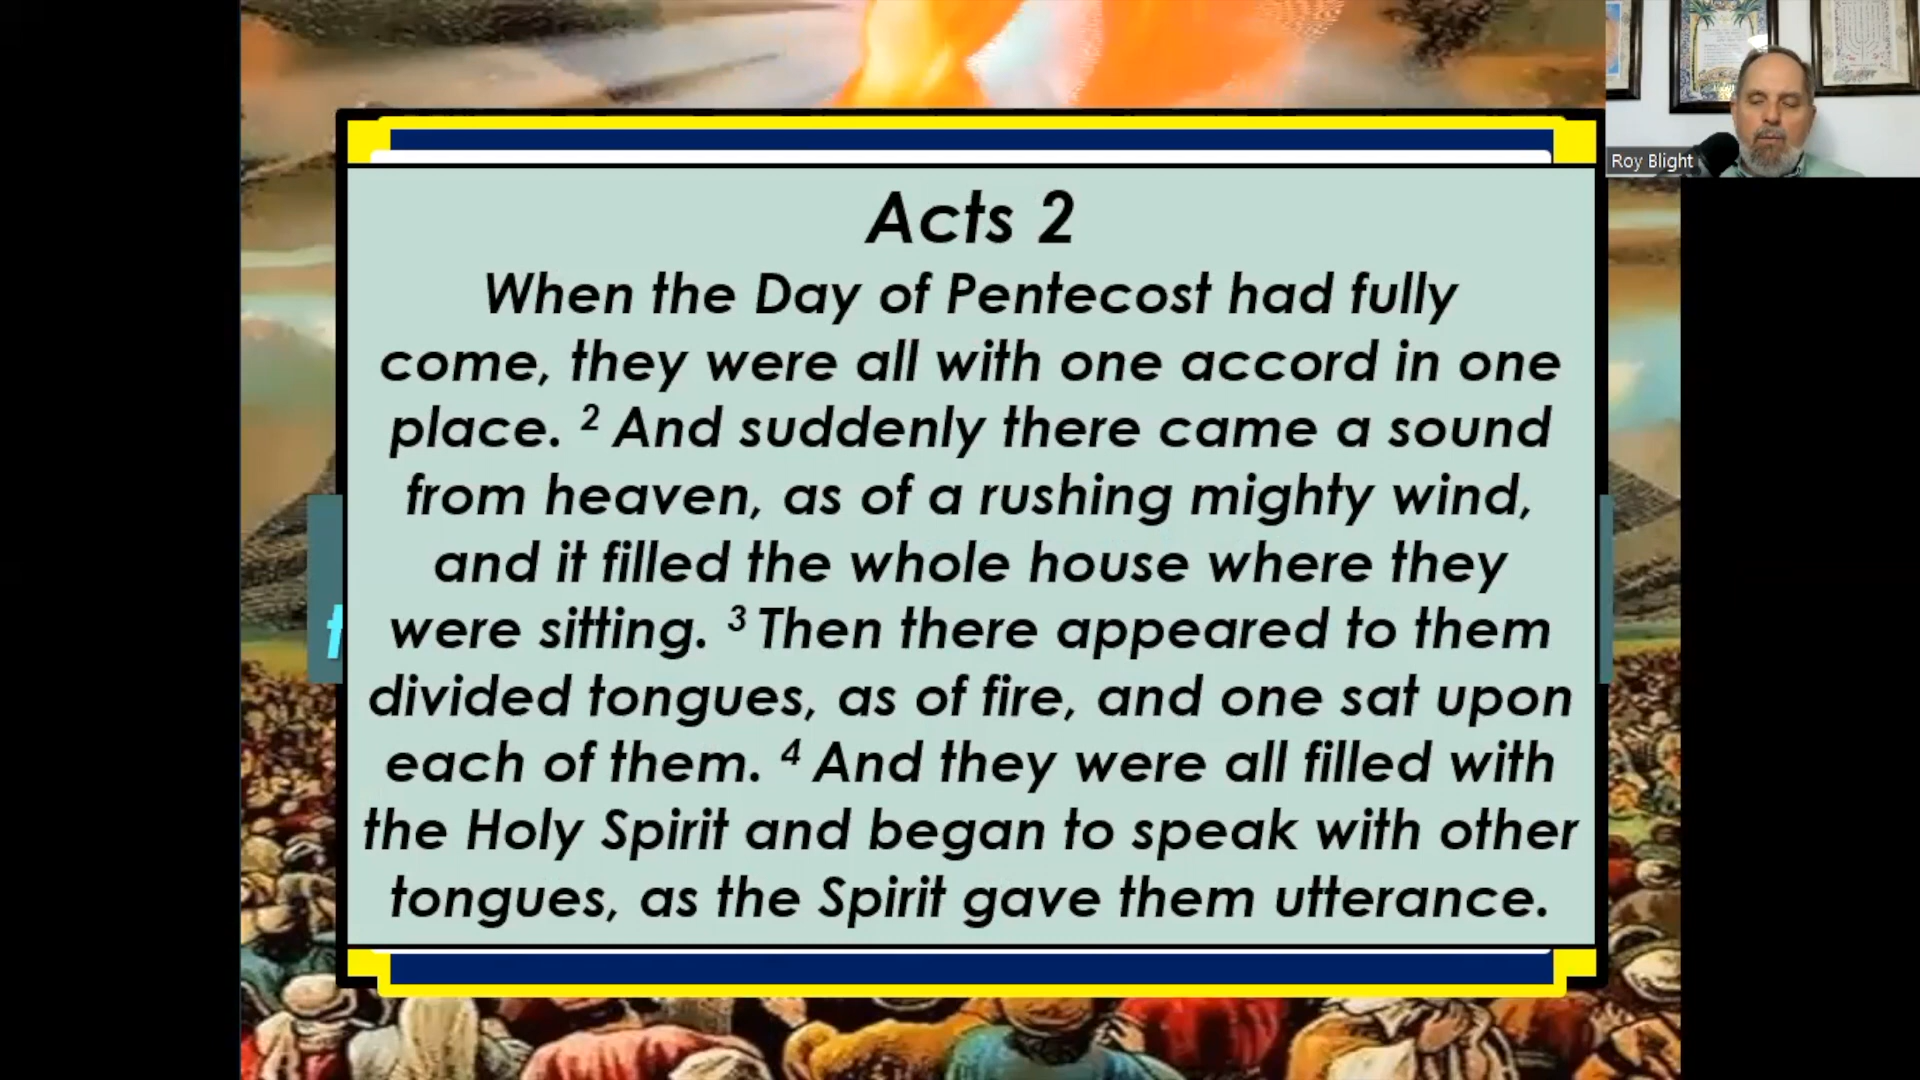 Roy Blight
Acts 2
When the Day of Pentecost had fully
come, they were all with one accord in one
place. ² And suddenly there came a sound
from heaven, as of a rushing mighty wind,
and it filled the whole house where they
were sitting. ³ Then there appeared to them
divided tongues, as of fire, and one sat upon
each of them. ⁴ And they were all filled with
the Holy Spirit and began to speak with other
tongues, as the Spirit gave them utterance.
f